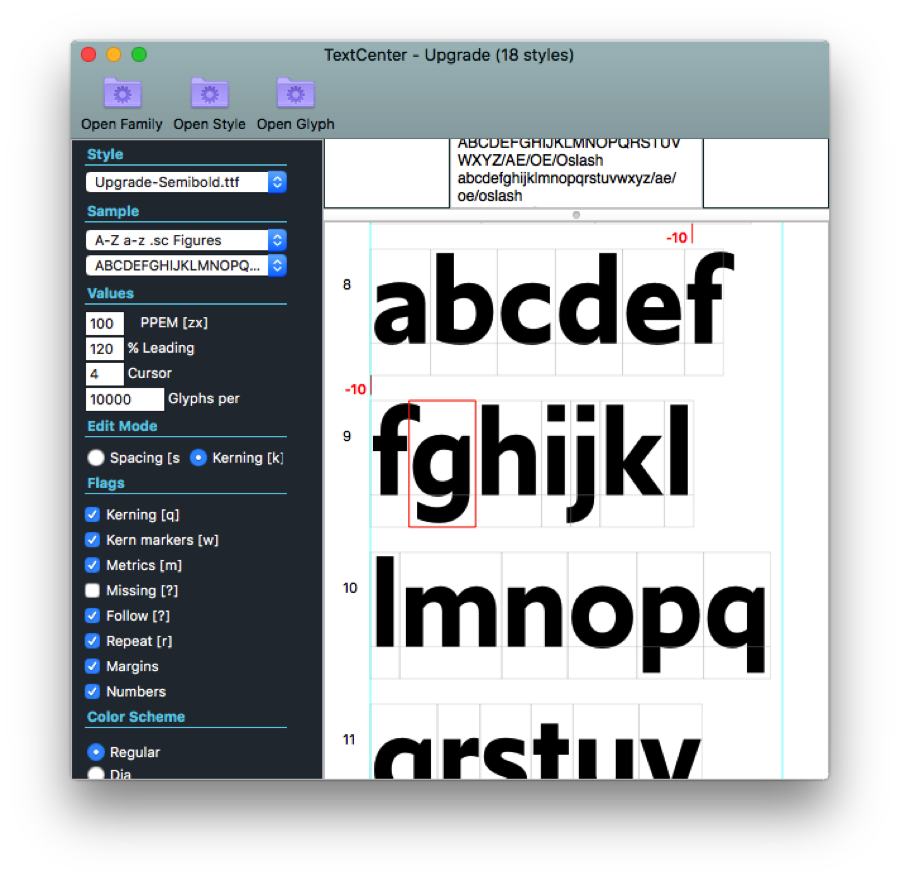 TextCenter - Upgrade (18 styles)
Open Family Open Style Open Glyph
Style
Upgrade-Semibold.ttf
Sample
A-Z a-z .sc Figures
ABCDEFGHIJKLMNOPQ...
Values
100 PPEM [zx]
120 % Leading
4 Cursor
10000 Glyphs per
Edit Mode
Spacing [s Kerning [k]
Flags
Kerning [q]
Kern markers [w]
Metrics [m]
Missing [?]
Follow [?]
Repeat [r]
Margins
Numbers
Color Scheme
Regular
Dia
ABCDEFGHIJKLMNOPQRSTUV
WXYZ/AE/OE/Oslash
abcdefghijklmnopqrstuvwxyz/ae/
oe/oslash
-10
8 abcdef
-10
9 fghijkl
10 lmnopq
11 qrstuv